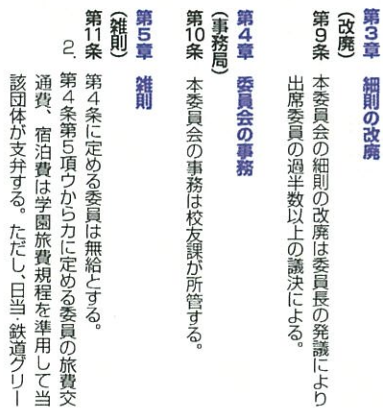 第3章　細則の改廃
(改廃)
第9条　本委員会の細則の改廃は委員長の発議により
出席委員の過半数以上の議決による。
第4章　委員会の事務
(事務局)
第10条　本委員会の事務は校友課が所管する。
第5章　雑則
(雑則)
第11条　第4条に定める委員は無給とする。
2.　第4条第5項ウからカに定める委員の旅費交
通費、宿泊費は学園旅費規程を準用して当
該団体が支弁する。ただし、日当・鉄道グリー